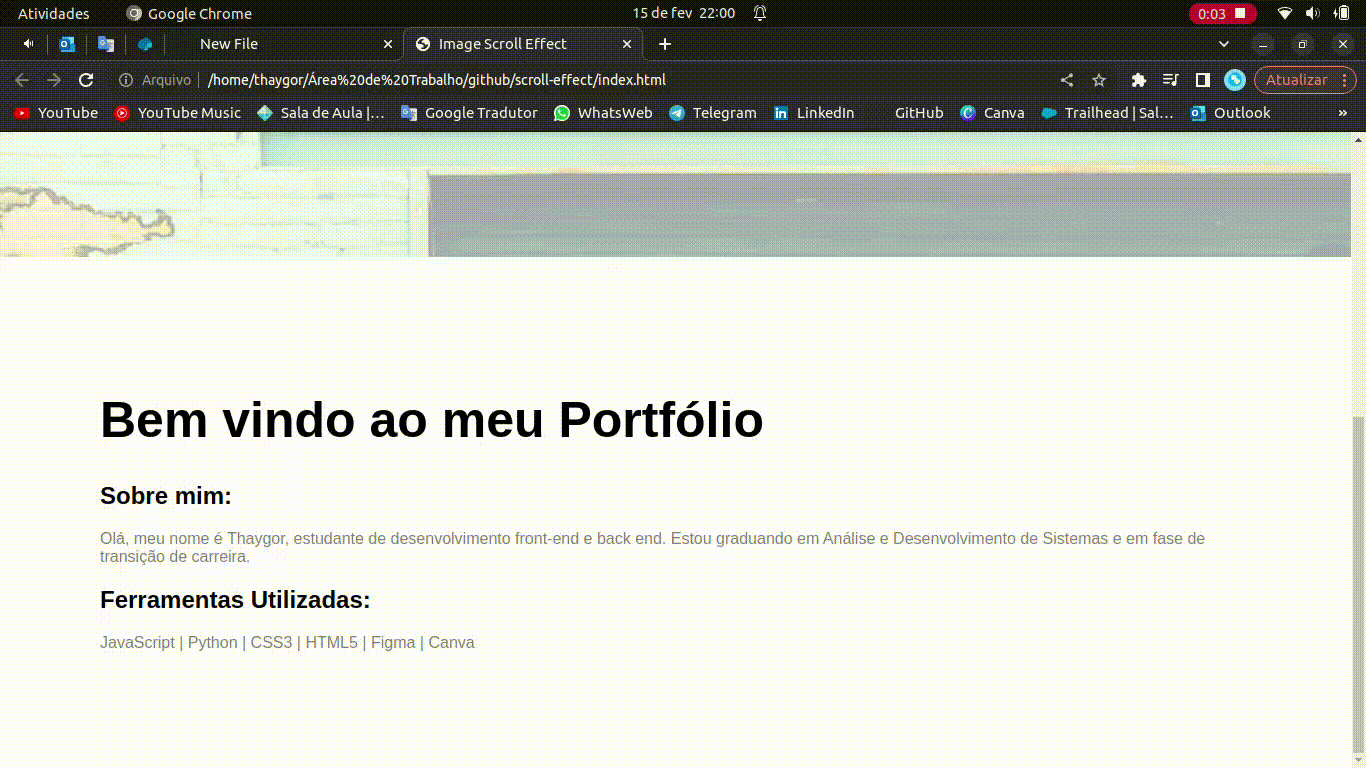 Atividades Google Chrome 15 de fev 22:00 0:03
New File Image Scroll Effect
Arquivo /home/thaygor/Área%20de%20Trabalho/github/scroll-effect/index.html Atualizar
YouTube YouTube Music Sala de Aula |... Google Tradutor WhatsWeb Telegram LinkedIn GitHub Canva Trailhead | Sal... Outlook »
Bem vindo ao meu Portfólio
Sobre mim:
Olá, meu nome é Thaygor, estudante de desenvolvimento front-end e back end. Estou graduando em Análise e Desenvolvimento de Sistemas e em fase de
transição de carreira.
Ferramentas Utilizadas:
JavaScript | Python | CSS3 | HTML5 | Figma | Canva